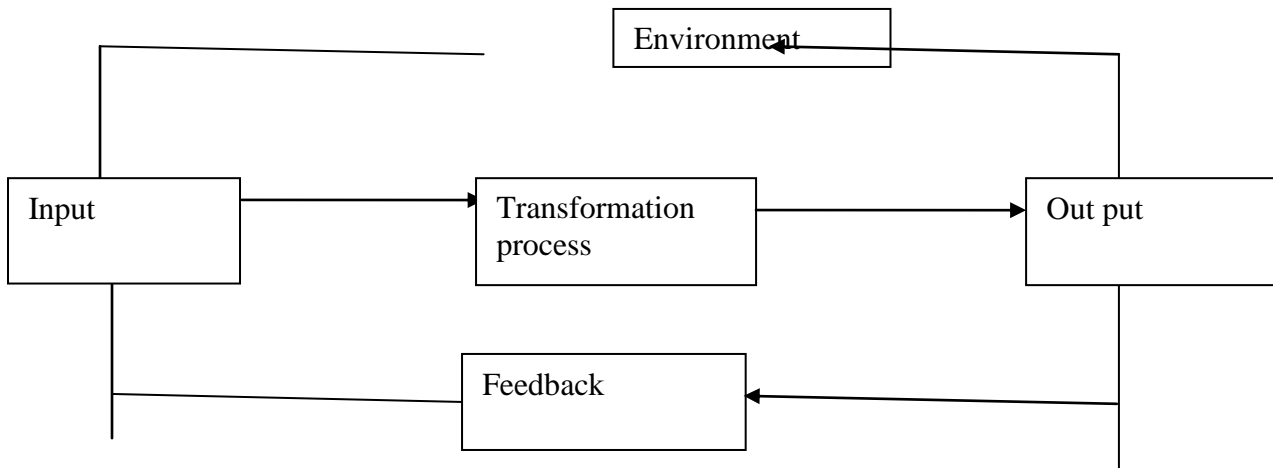 Environment
Input
Transformation
process
Out put
Feedback